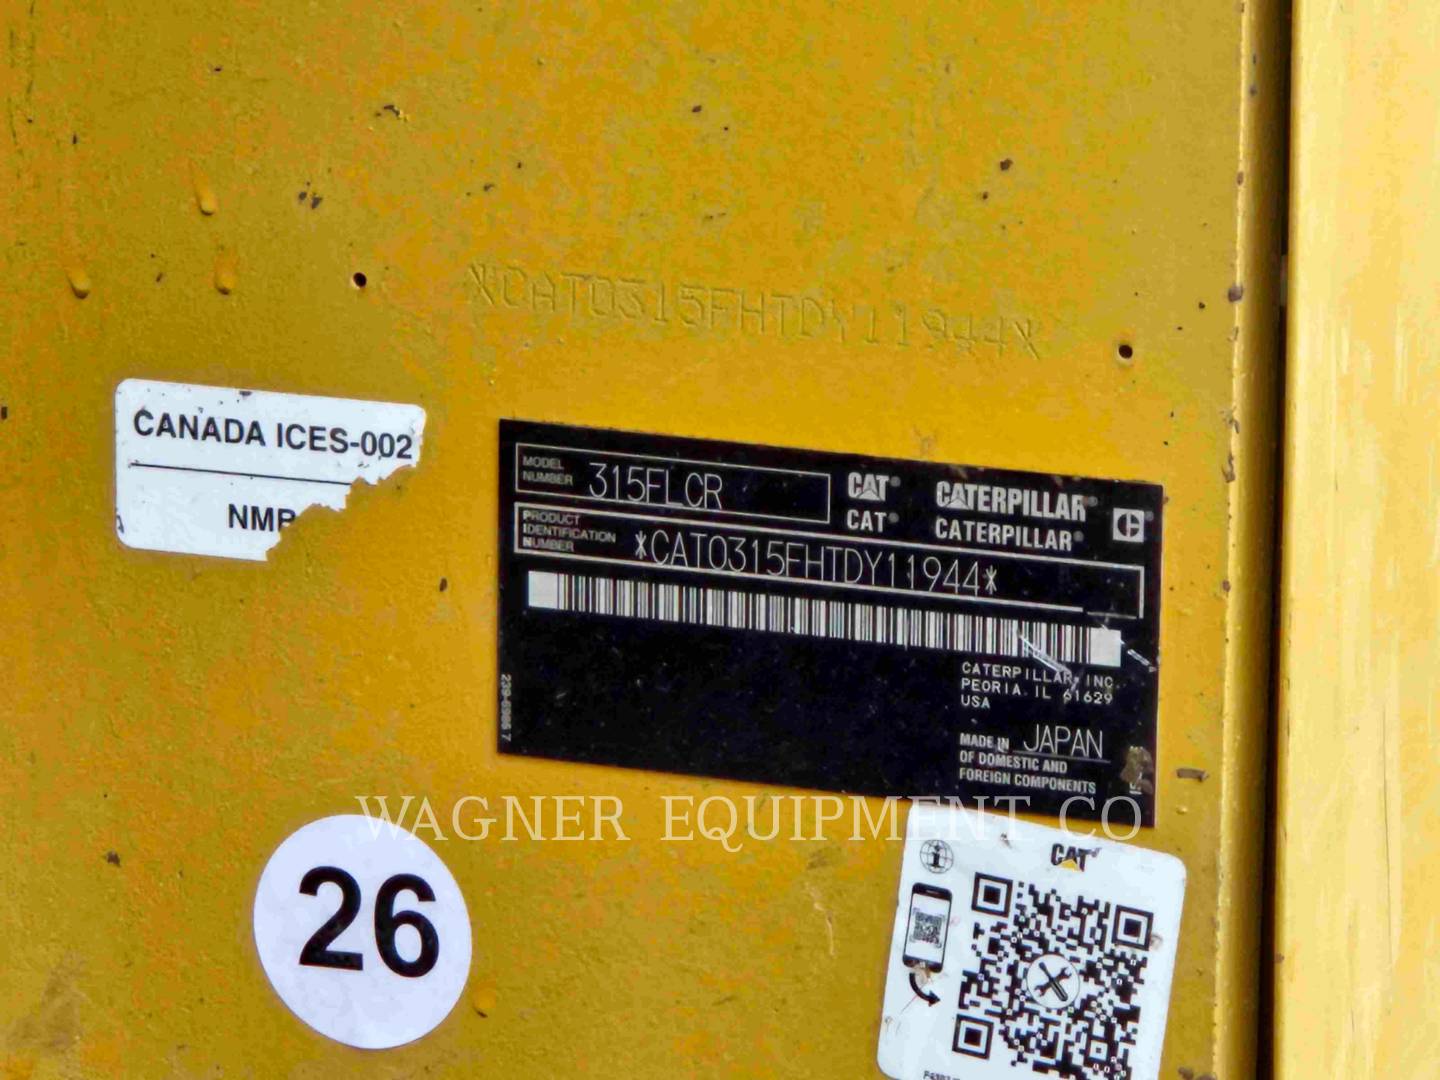 *CAT0315FHTDY11944*
CANADA ICES-002
NMB
MODEL NUMBER 315FLCR
CAT® CATERPILLAR®
CAT® CATERPILLAR®
PRODUCT IDENTIFICATION NUMBER *CAT0315FHTDY11944*
CATERPILLAR INC.
PEORIA IL 61629
USA
MADE IN JAPAN
OF DOMESTIC AND
FOREIGN COMPONENTS
WAGNER EQUIPMENT CO
26
CAT